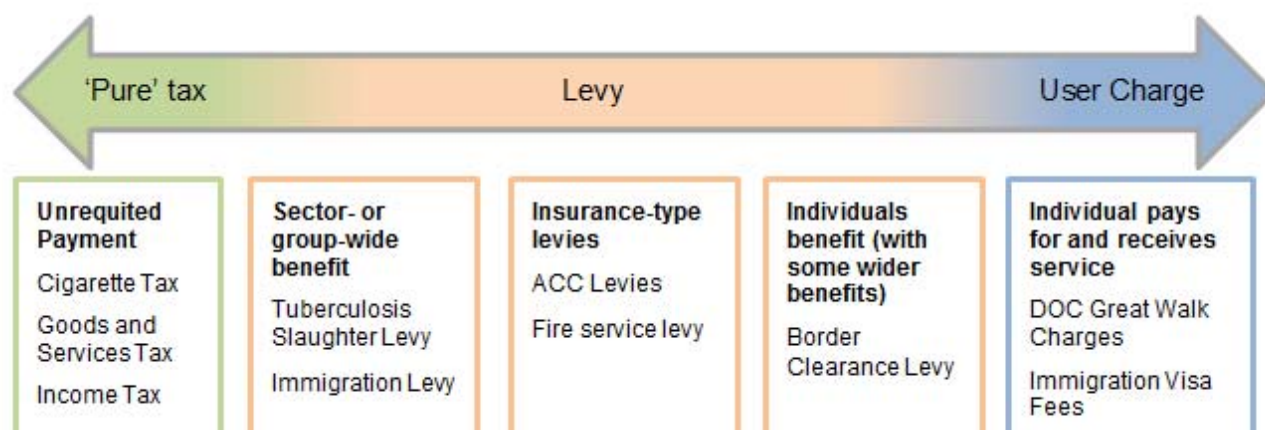 'Pure' tax
Levy
User Charge
Unrequited
Payment
Cigarette Tax
Goods and
Services Tax
Income Tax
Sector- or
group-wide
benefit
Tuberculosis
Slaughter Levy
Immigration Levy
Insurance-type
levies
ACC Levies
Fire service levy
Individuals
benefit (with
some wider
benefits)
Border
Clearance Levy
Individual pays
for and receives
service
DOC Great Walk
Charges
Immigration Visa
Fees